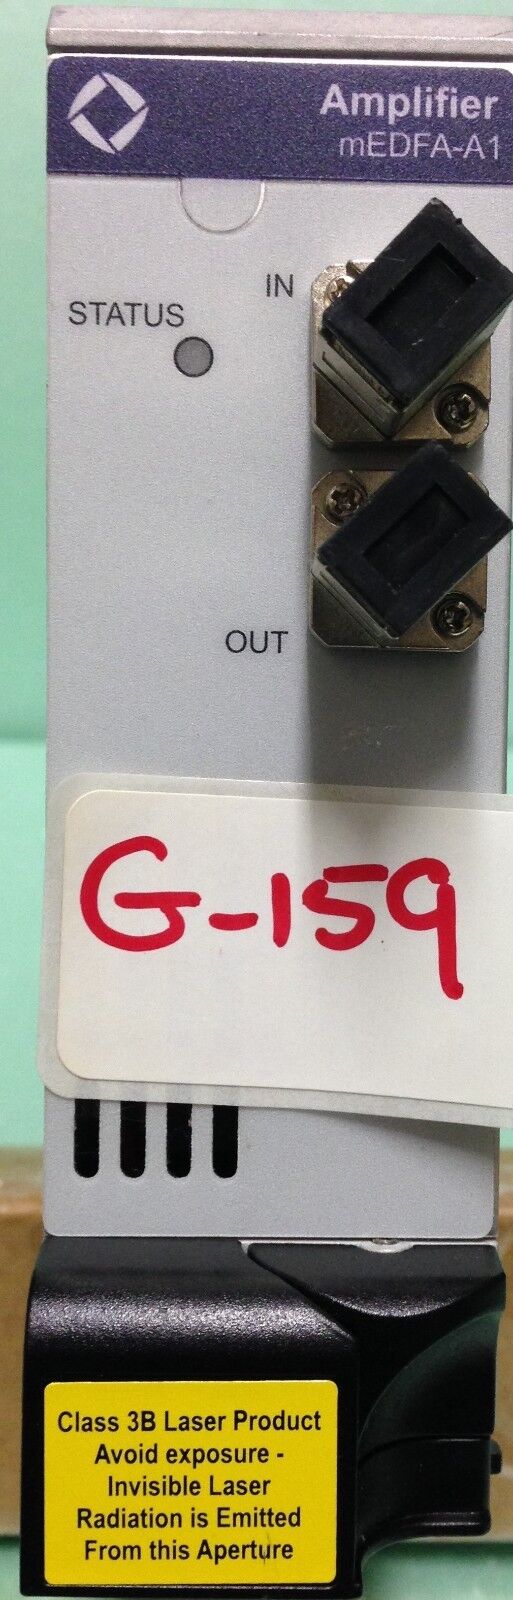 Amplifier
mEDFA-A1
IN
STATUS
OUT
G-159
Class 3B Laser Product
Avoid exposure -
Invisible Laser
Radiation is Emitted
From this Aperture